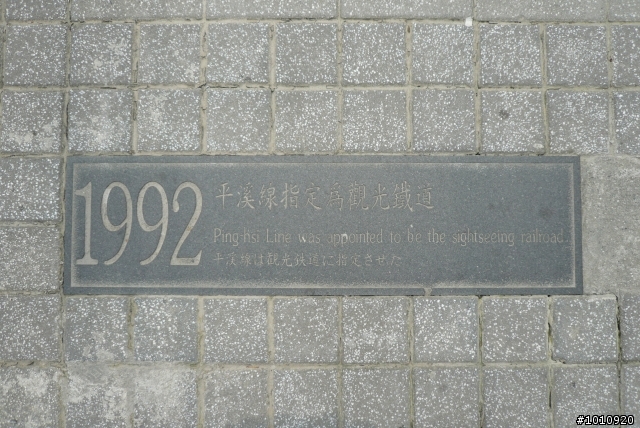 1992
平溪線指定為觀光鐵道
Ping-hsi Line was appointed to be the sightseeing railroad.
平溪線は観光鉄道に指定させた
#1010920